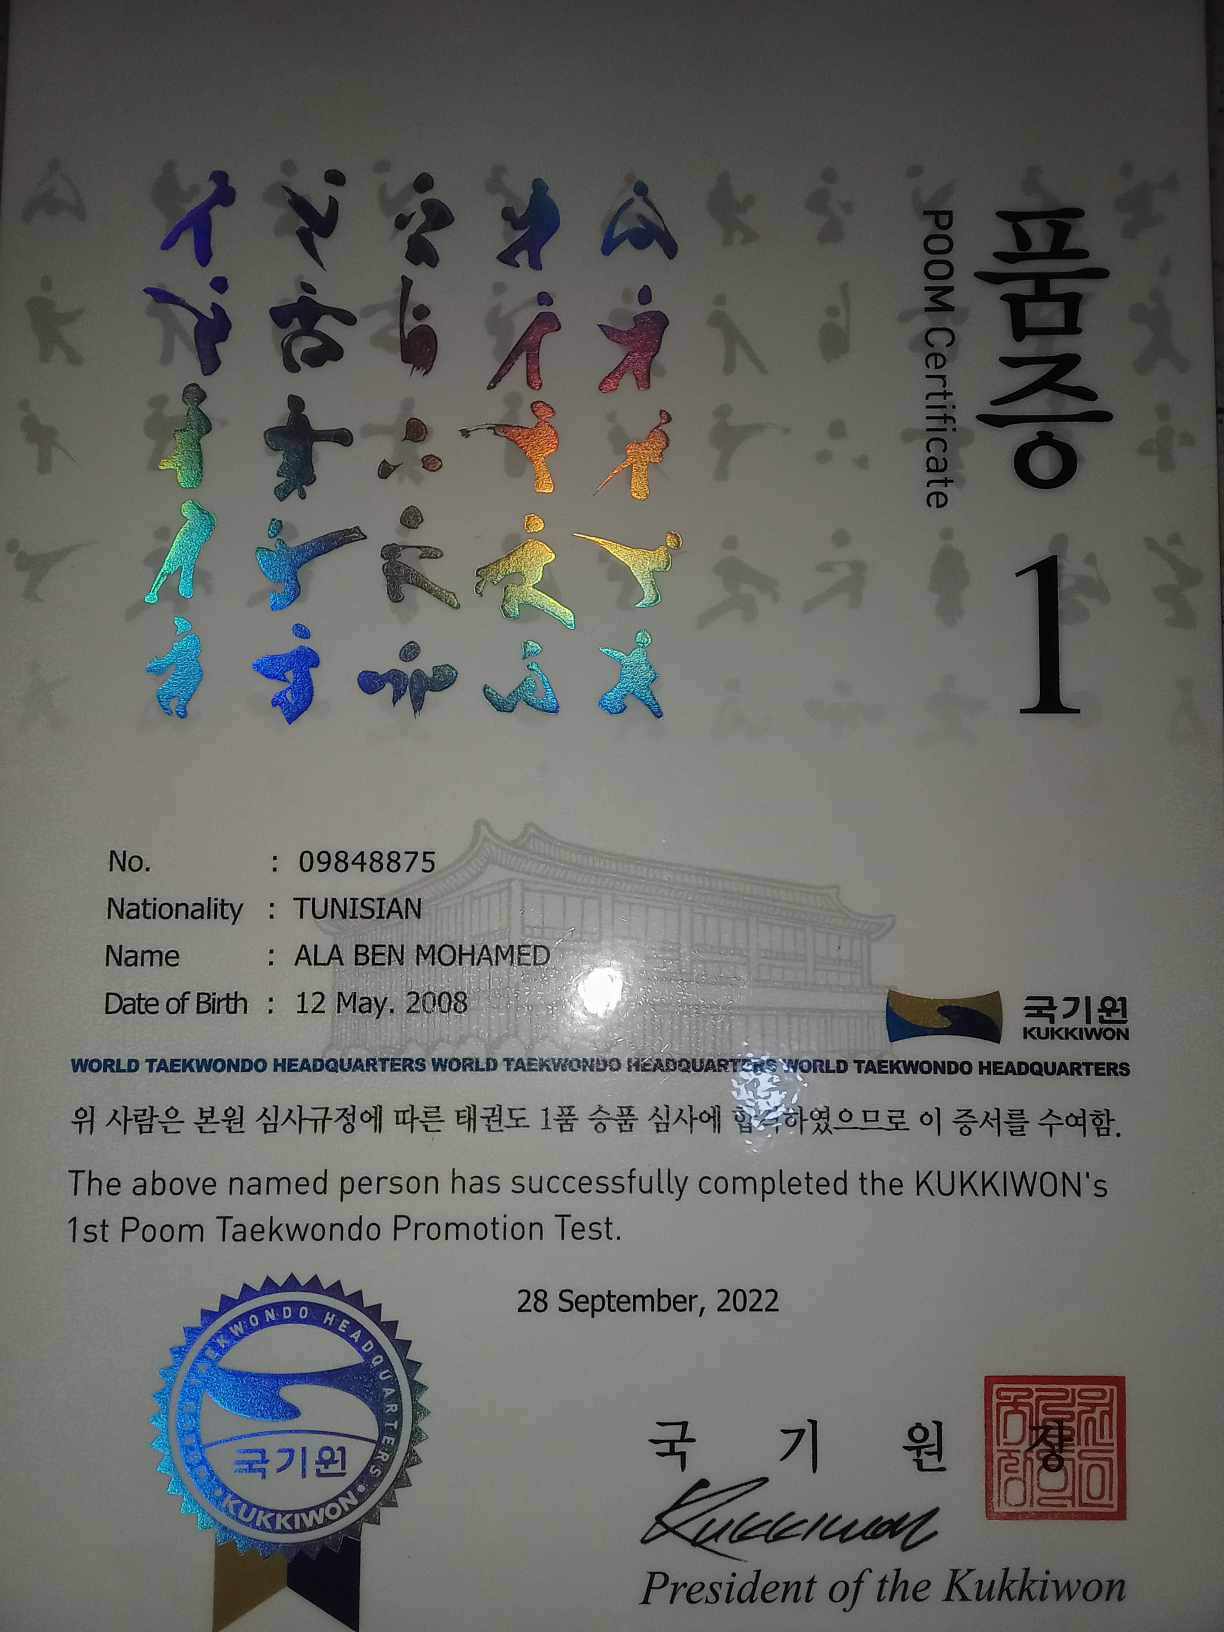 품증
POOM Certificate
1
No. : 09848875
Nationality : TUNISIAN
Name : ALA BEN MOHAMED
Date of Birth : 12 May. 2008
국기원
KUKKIWON
WORLD TAEKWONDO HEADQUARTERS WORLD TAEKWONDO HEADQUARTERS WORLD TAEKWONDO HEADQUARTERS
위 사람은 본원 심사규정에 따른 태권도 1품 승품 심사에 합격하였으므로 이 증서를 수여함.
The above named person has successfully completed the KUKKIWON's
1st Poom Taekwondo Promotion Test.
28 September, 2022
WORLD TAEKWONDO HEADQUARTERS
국기원
KUKKIWON
국 기 원 장
Kukkiwon
President of the Kukkiwon